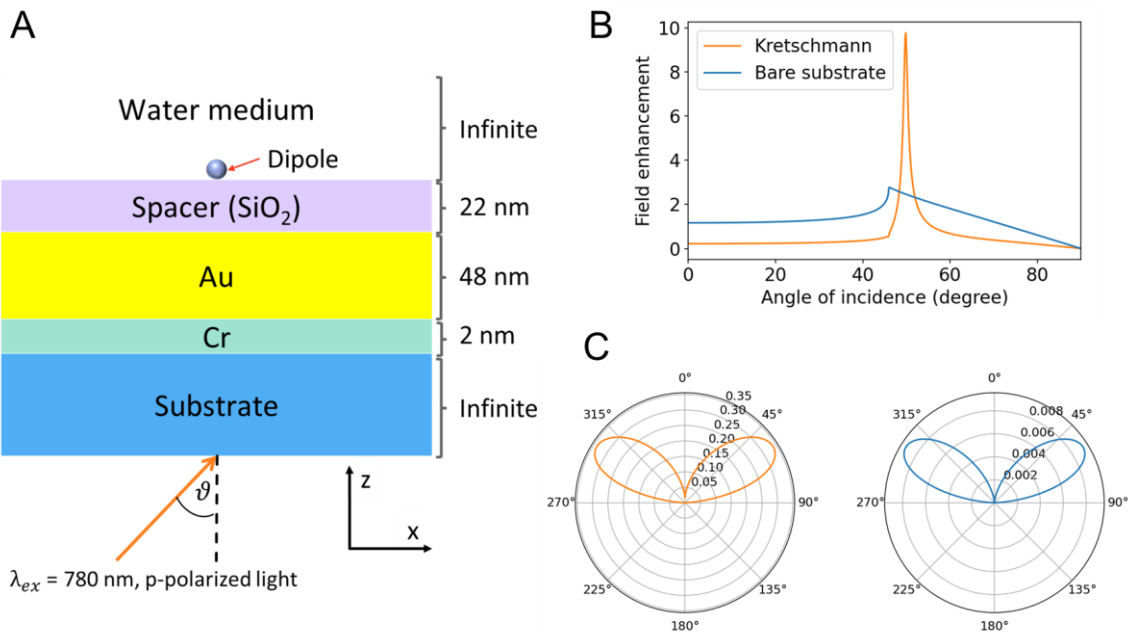 A
Water medium
Dipole
Infinite
Spacer (SiO₂)
22 nm
Au
48 nm
Cr
2 nm
Substrate
Infinite
ϑ
z
x
λₑₓ = 780 nm, p-polarized light
B
Field enhancement
10
8
6
4
2
0
Kretschmann
Bare substrate
0
20
40
60
80
Angle of incidence (degree)
C
0°
45°
90°
135°
180°
225°
270°
315°
0.35
0.30
0.25
0.20
0.15
0.10
0.05
0°
45°
90°
135°
180°
225°
270°
315°
0.008
0.006
0.004
0.002